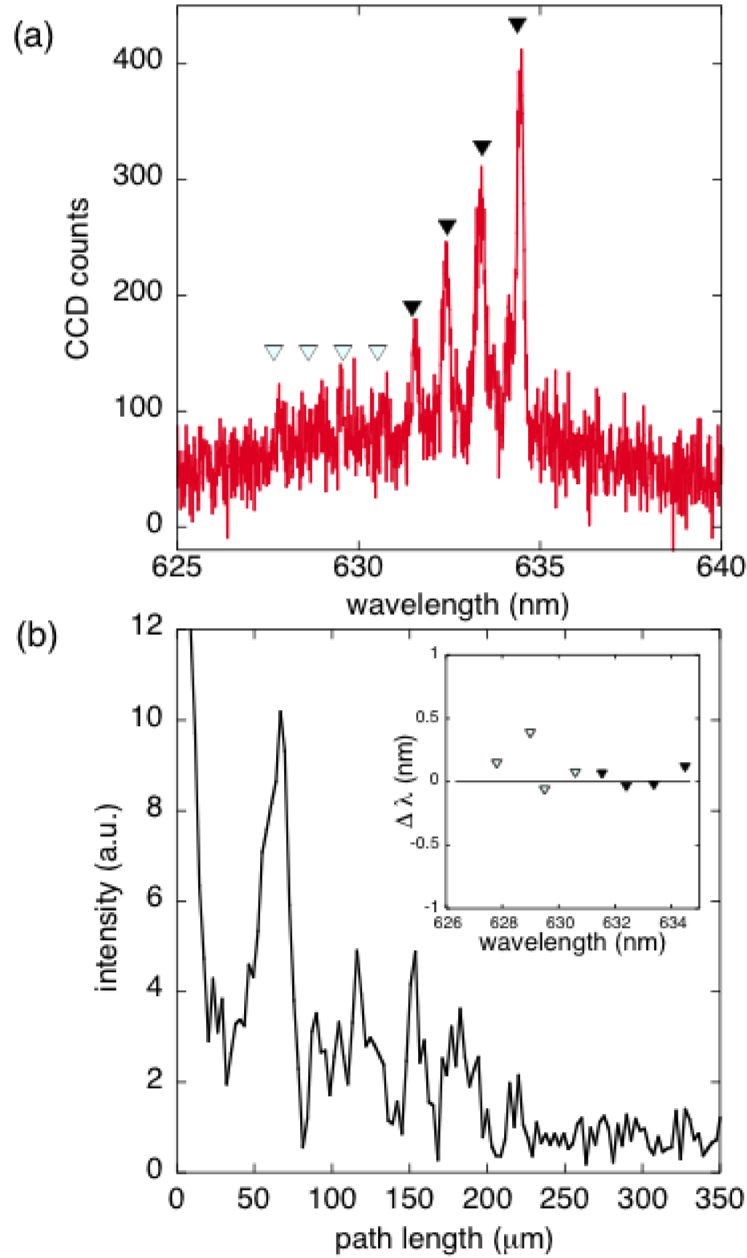 (a)
400
300
200
100
0
CCD counts
625 630 635 640
wavelength (nm)
(b)
12
10
8
6
4
2
0
intensity (a.u.)
0 50 100 150 200 250 300 350
path length (μm)
1
0.5
0
-0.5
-1
Δ λ (nm)
626 628 630 632 634
wavelength (nm)